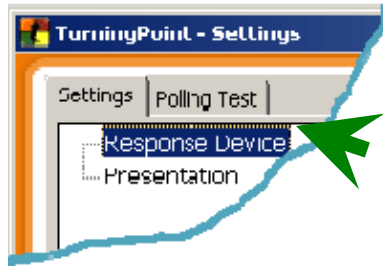 TurningPoint - Settings
Settings
Polling Test
Response Device
Presentation